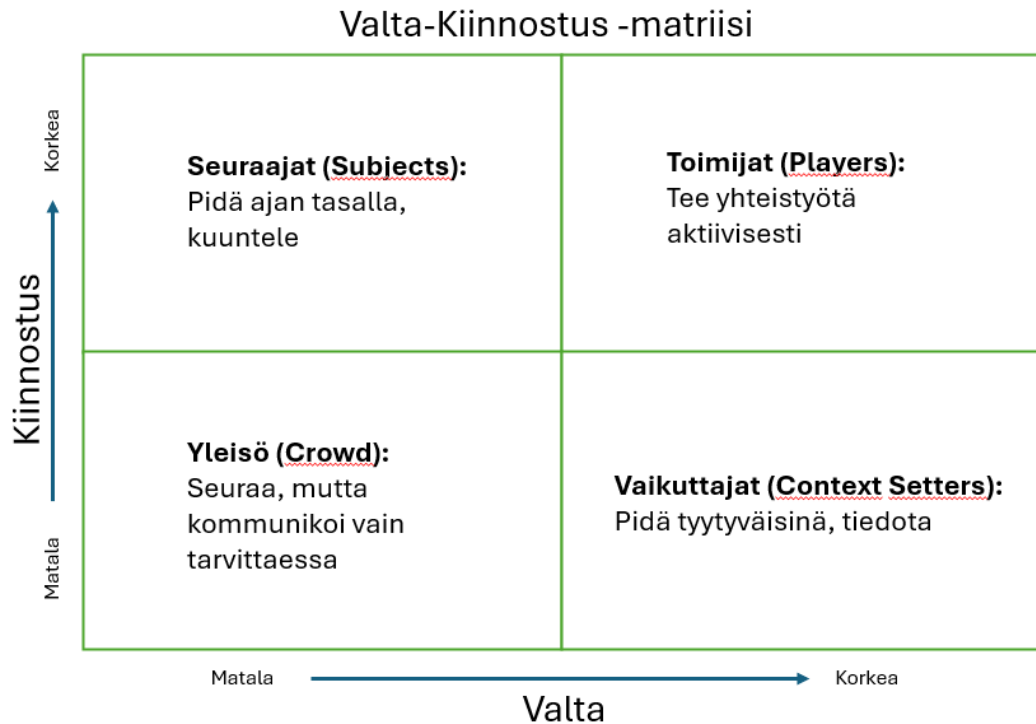 Valta-Kiinnostus -matriisi
Korkea
Kiinnostus
Matala
Seuraajat (Subjects):
Pidä ajan tasalla,
kuuntele
Toimijat (Players):
Tee yhteistyötä
aktiivisesti
Yleisö (Crowd):
Seuraa, mutta
kommunikoi vain
tarvittaessa
Vaikuttajat (Context Setters):
Pidä tyytyväisinä, tiedota
Matala
Korkea
Valta